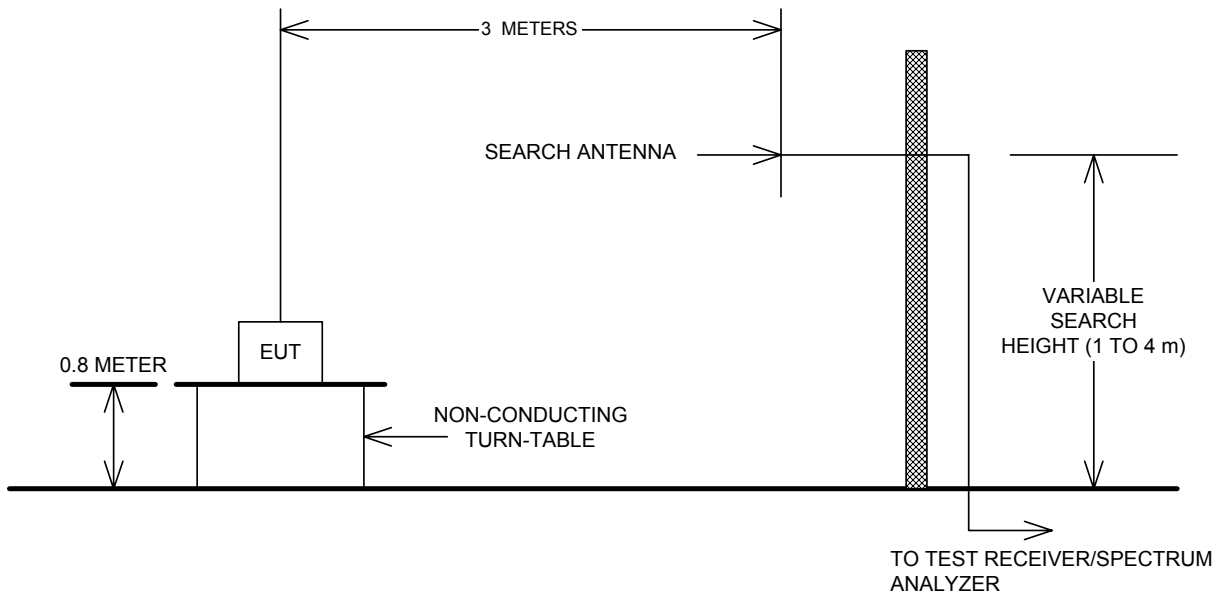 3 METERS
SEARCH ANTENNA
VARIABLE
SEARCH
HEIGHT (1 TO 4 m)
EUT
0.8 METER
NON-CONDUCTING
TURN-TABLE
TO TEST RECEIVER/SPECTRUM
ANALYZER